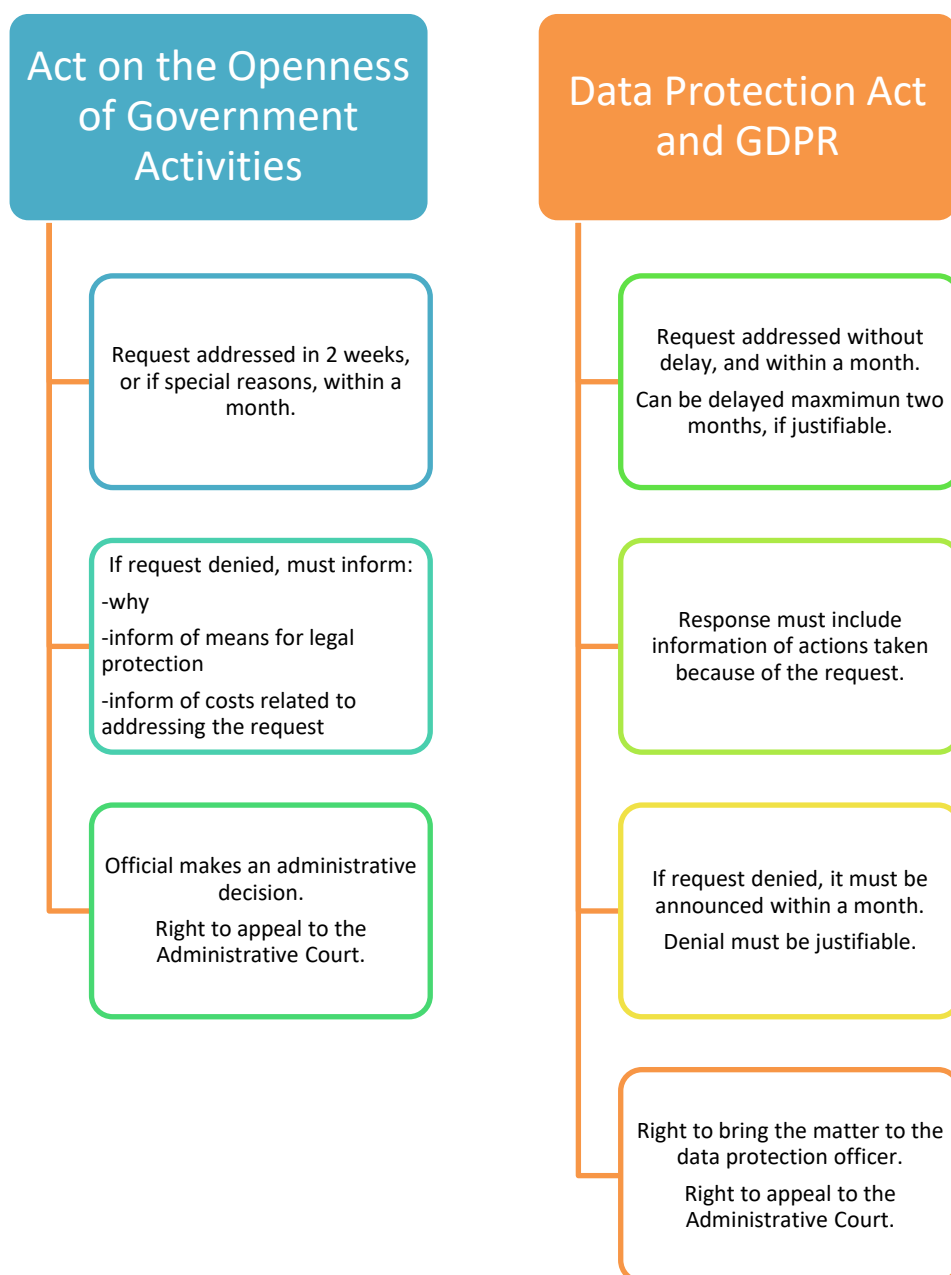 Act on the Openness
of Government
Activities
Request addressed in 2 weeks,
or if special reasons, within a
month.
If request denied, must inform:
-why
-inform of means for legal
protection
-inform of costs related to
addressing the request
Official makes an administrative
decision.
Right to appeal to the
Administrative Court.
Data Protection Act
and GDPR
Request addressed without
delay, and within a month.
Can be delayed maxmimun two
months, if justifiable.
Response must include
information of actions taken
because of the request.
If request denied, it must be
announced within a month.
Denial must be justifiable.
Right to bring the matter to the
data protection officer.
Right to appeal to the
Administrative Court.